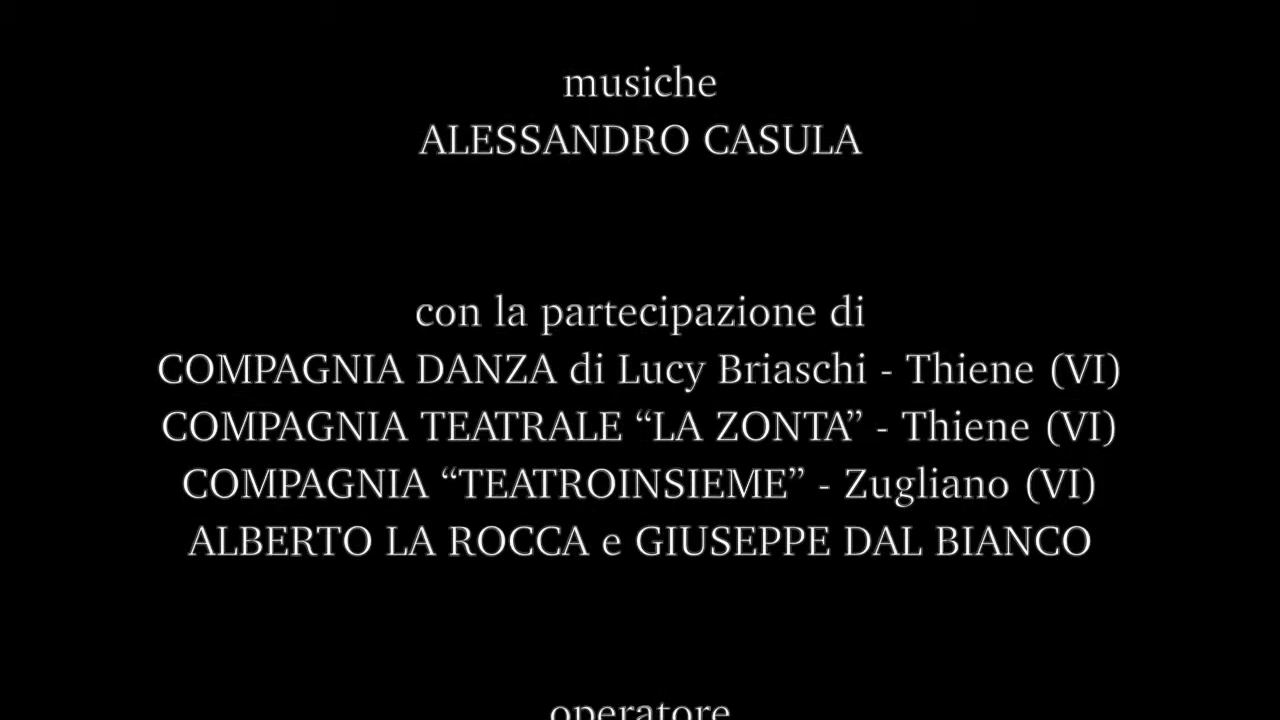 musiche
ALESSANDRO CASULA
con la partecipazione di
COMPAGNIA DANZA di Lucy Briaschi - Thiene (VI)
COMPAGNIA TEATRALE “LA ZONTA” - Thiene (VI)
COMPAGNIA “TEATROINSIEME” - Zugliano (VI)
ALBERTO LA ROCCA e GIUSEPPE DAL BIANCO
operatore